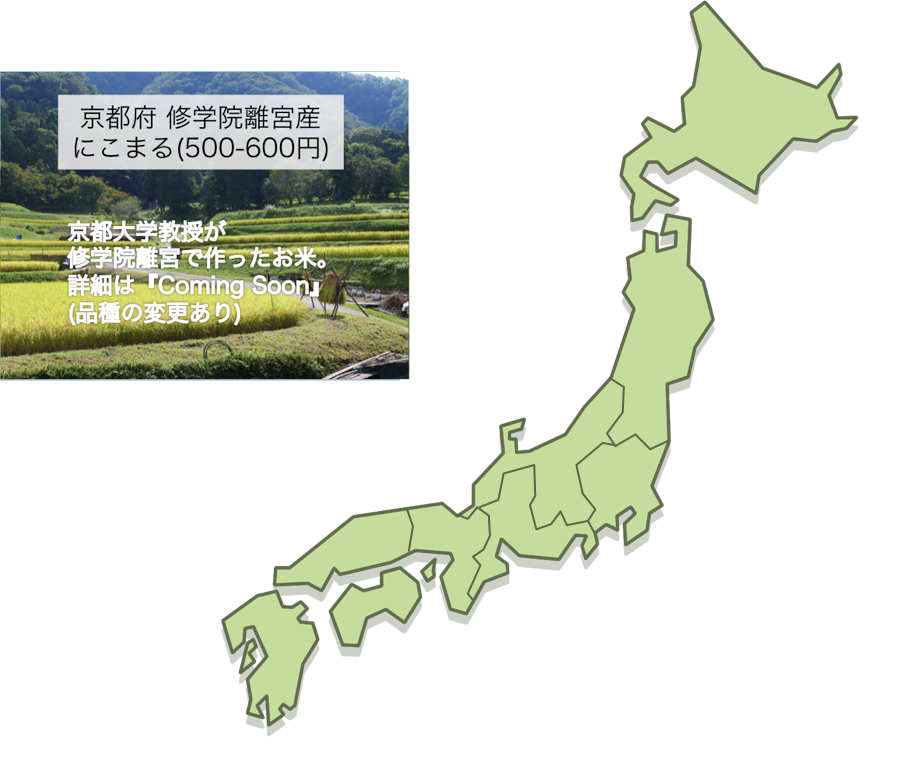 京都府 修学院離宮産
にこまる(500-600円)
京都大学教授が
修学院離宮で作ったお米。
詳細は『Coming Soon』
(品種の変更あり)